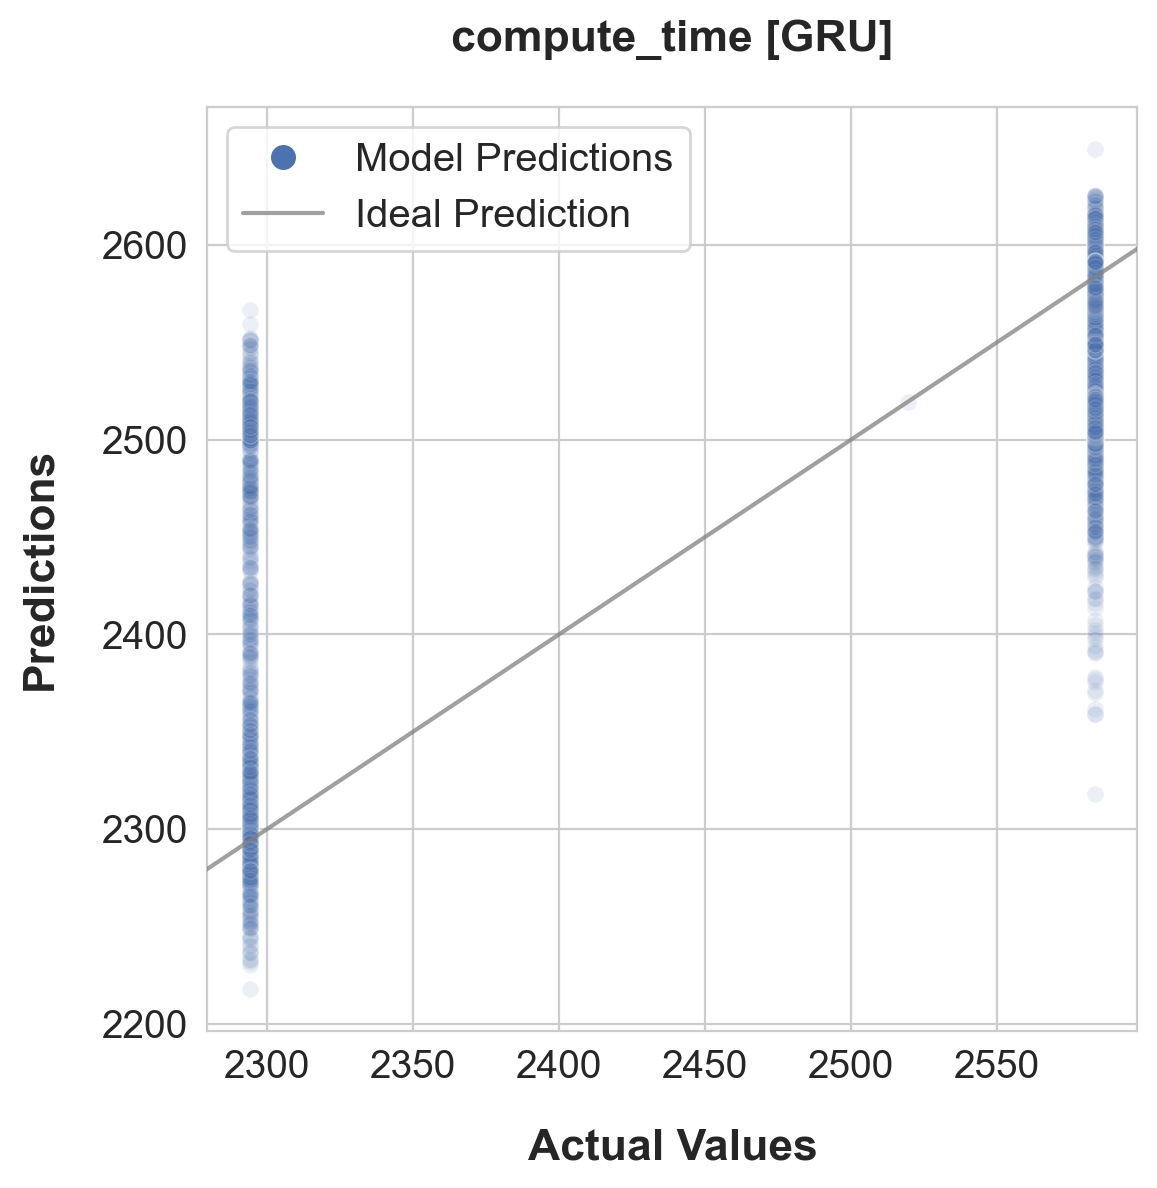 compute_time [GRU]
Model Predictions
Ideal Prediction
2600
2500
2400
2300
2200
Predictions
2300 2350 2400 2450 2500 2550
Actual Values